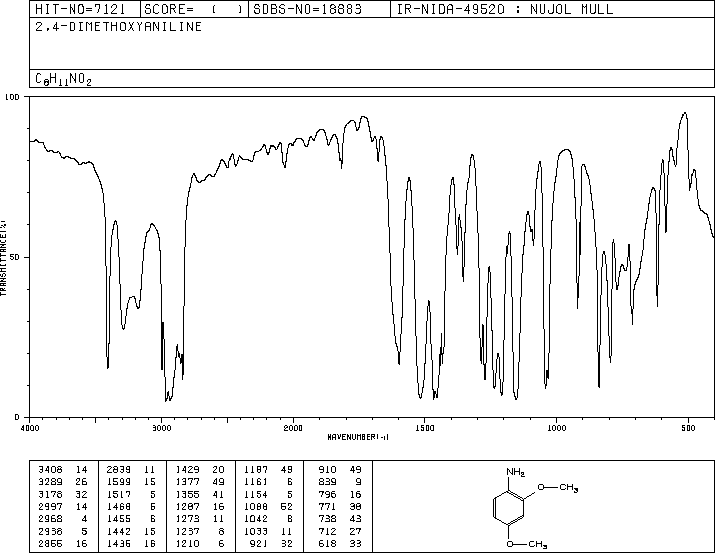 HIT-NO=7121 SCORE= ( ) SDBS-NO=18883 IR-NIDA-49520 : NUJOL MULL
2,4-DIMETHOXYANILINE
C8H11NO2
100
50
0
TRANSMITTANCE(%)
4000 3000 2000 1500 1000 500
WAVENUMBER(-1)
3408 14 2839 11 1429 20 1187 49 910 49
3289 26 1599 15 1377 49 1161 6 839 9
3178 32 1517 5 1355 41 1154 5 796 16
2997 14 1468 6 1287 16 1088 52 771 38
2968 4 1455 6 1273 11 1042 8 738 43
2938 5 1442 15 1237 8 1033 11 712 27
2866 16 1436 16 1210 6 921 32 618 33
NH2
O CH3
O CH3